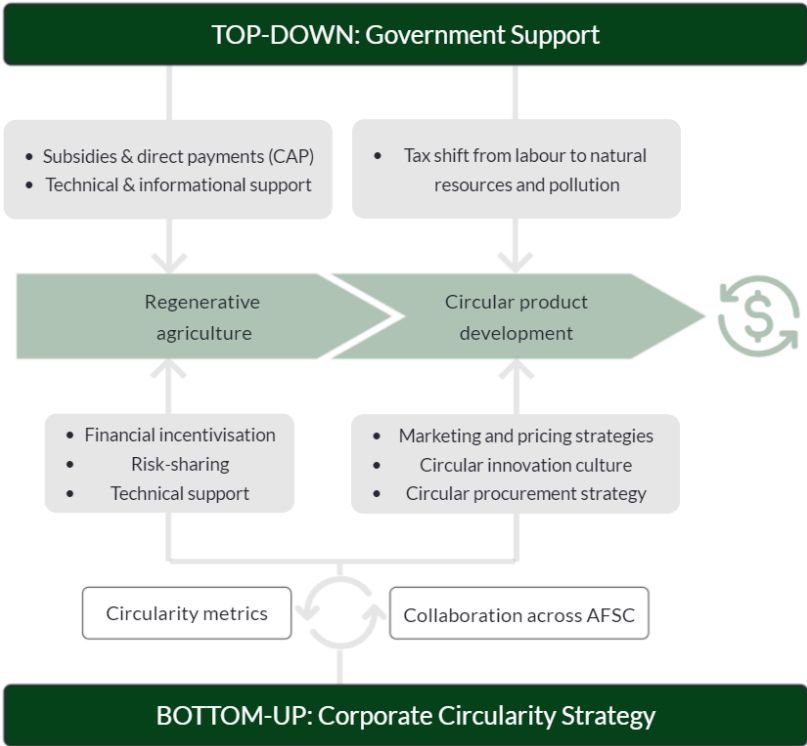 TOP-DOWN: Government Support
• Subsidies & direct payments (CAP)
• Technical & informational support
• Tax shift from labour to natural
resources and pollution
Regenerative
agriculture
Circular product
development
$
• Financial incentivisation
• Risk-sharing
• Technical support
• Marketing and pricing strategies
• Circular innovation culture
• Circular procurement strategy
Circularity metrics
Collaboration across AFSC
BOTTOM-UP: Corporate Circularity Strategy